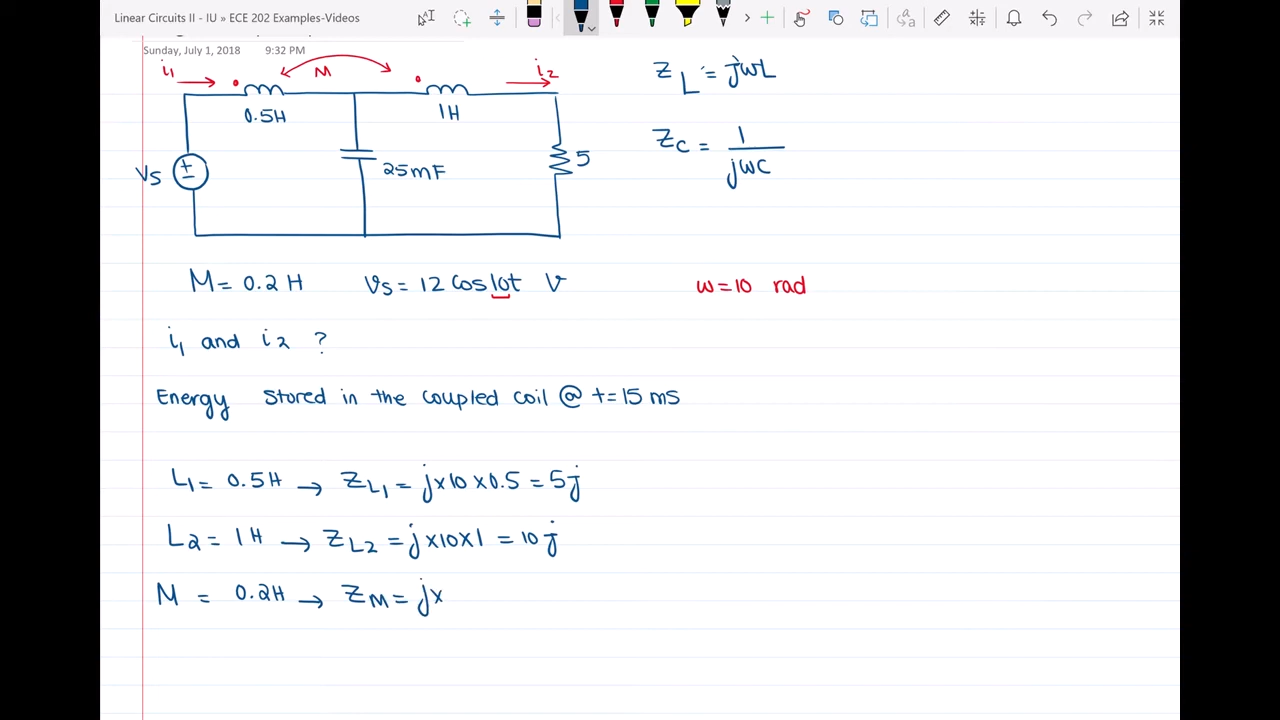 Linear Circuits II - IU » ECE 202 Examples-Videos
Sunday, July 1, 2018 9:32 PM
i1 M i2
0.5H 1H
Vs + - 25mF 5
ZL = jωL
ZC = 1/jωC
M = 0.2 H Vs = 12 cos 10t V ω = 10 rad
i1 and i2 ?
Energy stored in the coupled coil @ t = 15 ms
L1 = 0.5H → ZL1 = j×10×0.5 = 5j
L2 = 1H → ZL2 = j×10×1 = 10j
M = 0.2H → ZM = j×